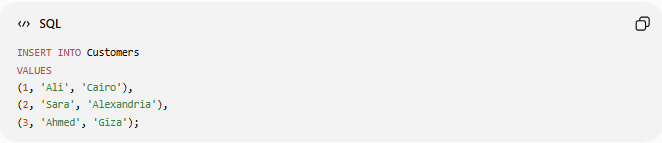 </> SQL
INSERT INTO Customers
VALUES
(1, 'Ali', 'Cairo'),
(2, 'Sara', 'Alexandria'),
(3, 'Ahmed', 'Giza');